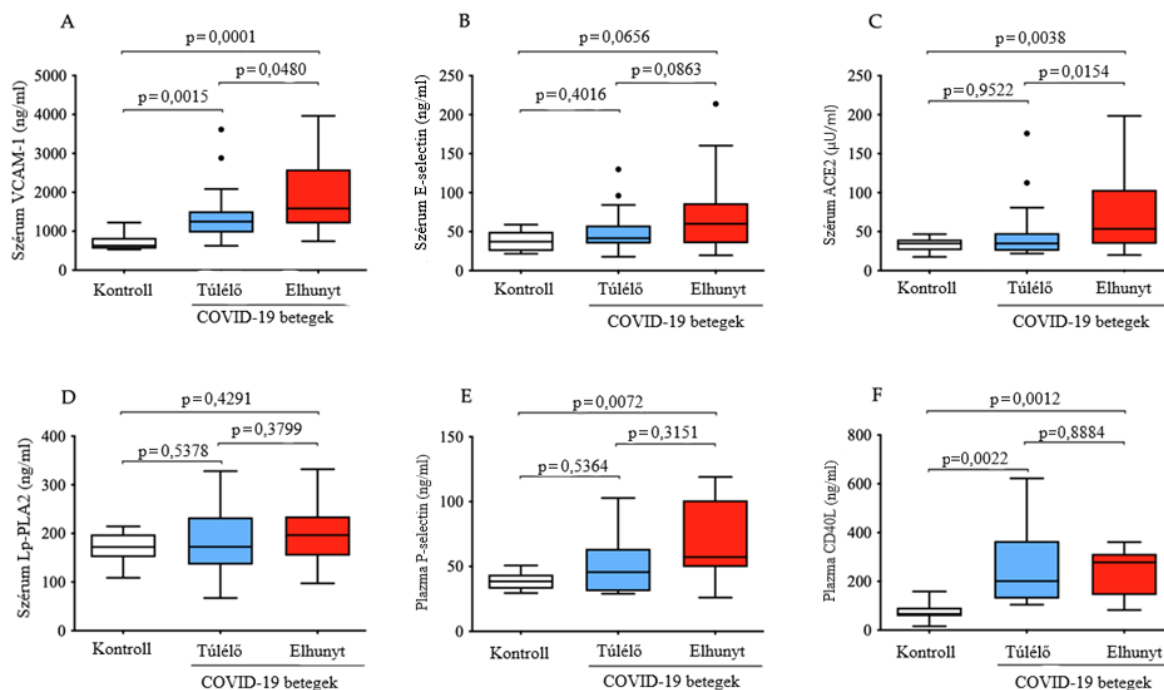 A
p=0,0001
p=0,0480
p=0,0015
Szérum VCAM-1 (ng/ml)
5000
4000
3000
2000
1000
0
Kontroll Túlélő Elhunyt
COVID-19 betegek
B
p=0,0656
p=0,0863
p=0,4016
Szérum E-selectin (ng/ml)
250
200
150
100
50
0
Kontroll Túlélő Elhunyt
COVID-19 betegek
C
p=0,0038
p=0,0154
p=0,9522
Szérum ACE2 (µU/ml)
250
200
150
100
50
0
Kontroll Túlélő Elhunyt
COVID-19 betegek
D
p=0,4291
p=0,3799
p=0,5378
Szérum Lp-PLA2 (ng/ml)
400
300
200
100
0
Kontroll Túlélő Elhunyt
COVID-19 betegek
E
p=0,0072
p=0,3151
p=0,5364
Plazma P-selectin (ng/ml)
150
100
50
0
Kontroll Túlélő Elhunyt
COVID-19 betegek
F
p=0,0012
p=0,8884
p=0,0022
Plazma CD40L (ng/ml)
800
600
400
200
0
Kontroll Túlélő Elhunyt
COVID-19 betegek